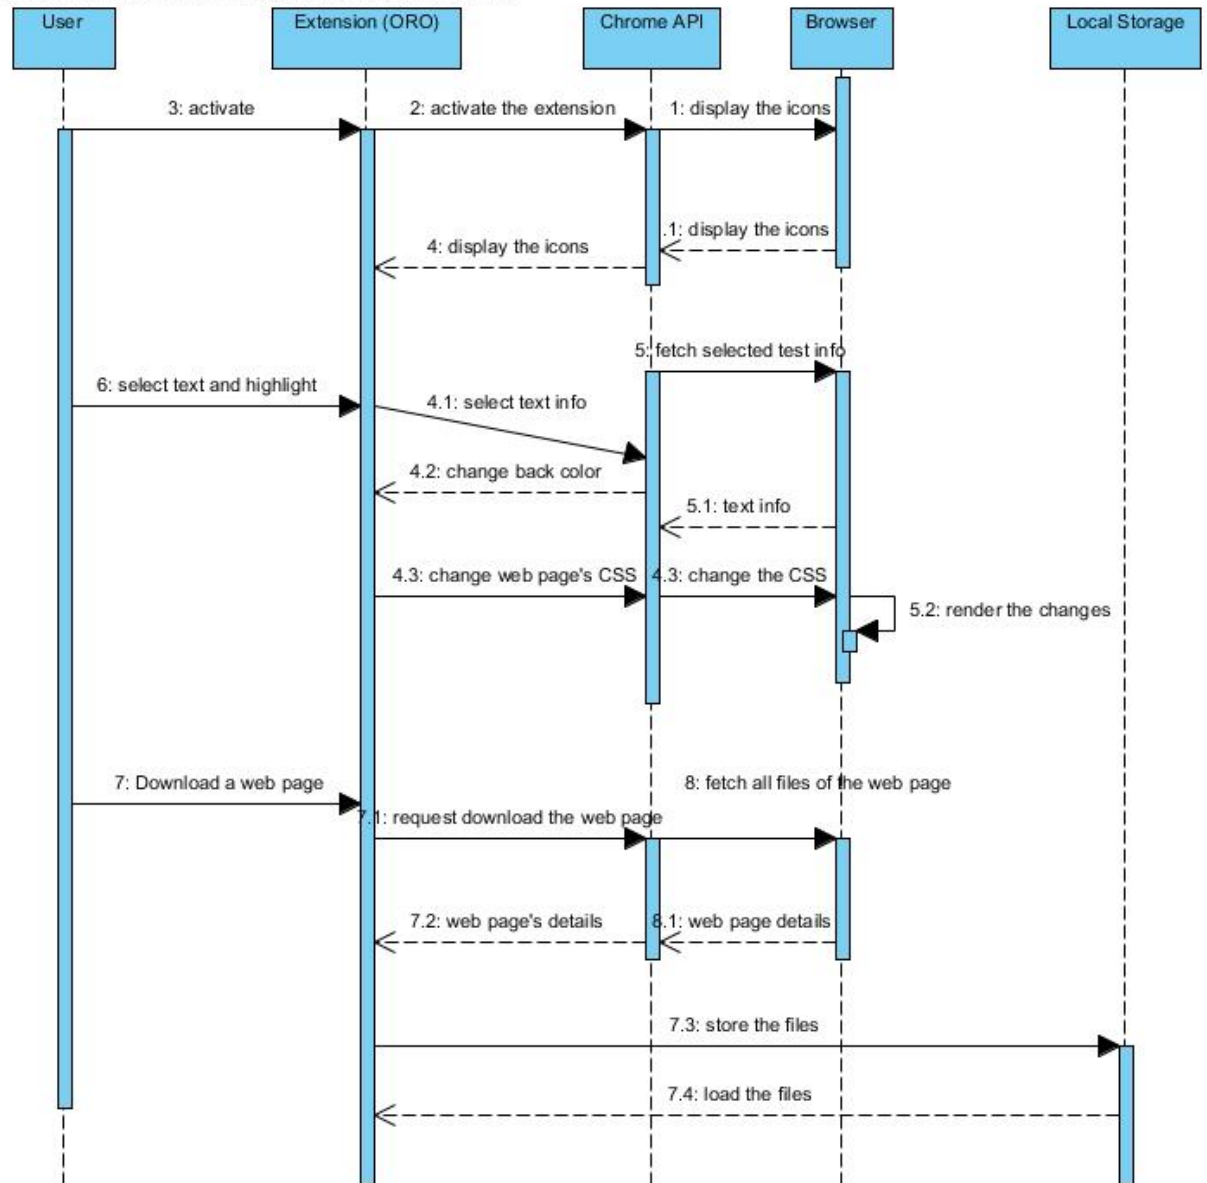 User
Extension (ORO)
Chrome API
Browser
Local Storage
3: activate
2: activate the extension
1: display the icons
.1: display the icons
4: display the icons
5: fetch selected test info
6: select text and highlight
4.1: select text info
4.2: change back color
5.1: text info
4.3: change web page's CSS
4.3: change the CSS
5.2: render the changes
7: Download a web page
8: fetch all files of the web page
7.1: request download the web page
7.2: web page's details
8.1: web page details
7.3: store the files
7.4: load the files